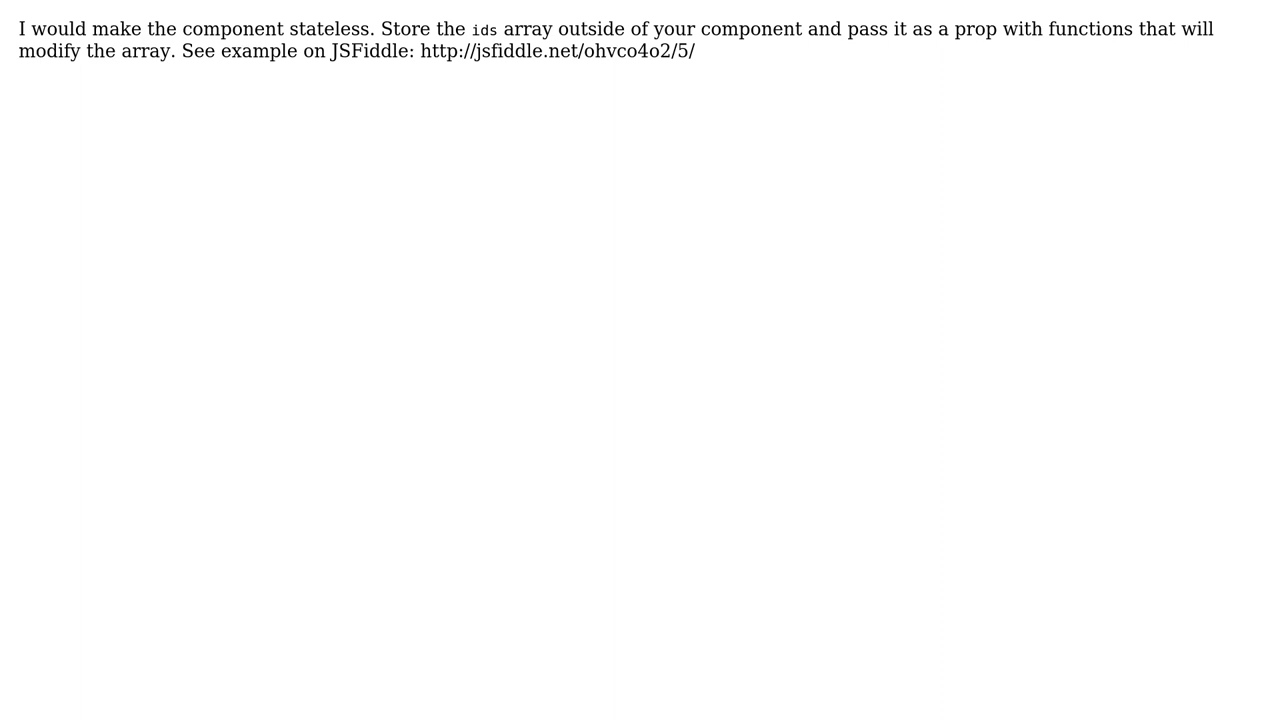 I would make the component stateless. Store the ids array outside of your component and pass it as a prop with functions that will
modify the array. See example on JSFiddle: http://jsfiddle.net/ohvco4o2/5/